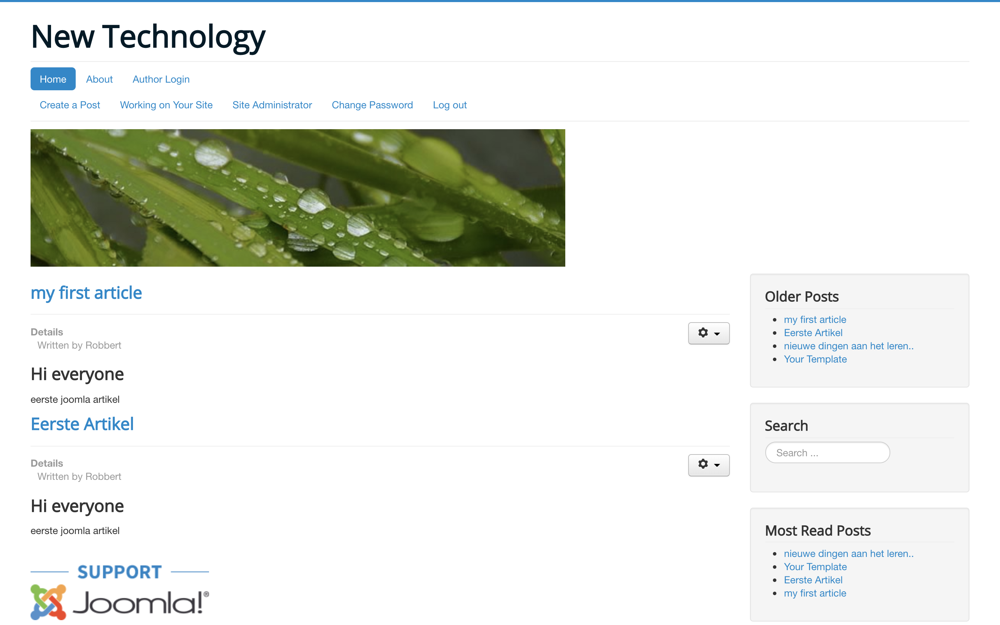 New Technology
Home About Author Login
Create a Post Working on Your Site Site Administrator Change Password Log out
my first article
Details
Written by Robbert
Hi everyone
eerste joomla artikel
Eerste Artikel
Details
Written by Robbert
Hi everyone
eerste joomla artikel
SUPPORT
Joomla!®
Older Posts
my first article
Eerste Artikel
nieuwe dingen aan het leren..
Your Template
Search
Search ...
Most Read Posts
nieuwe dingen aan het leren..
Your Template
Eerste Artikel
my first article